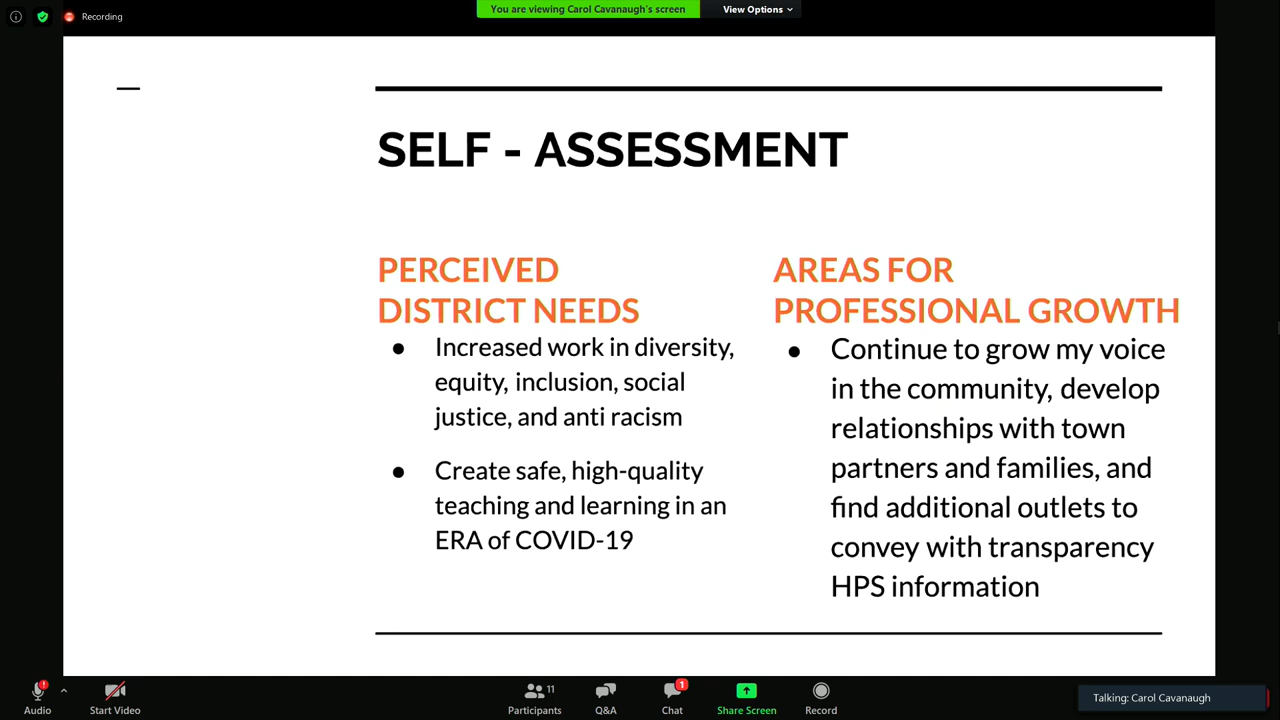 Recording
You are viewing Carol Cavanaugh's screen
View Options
SELF - ASSESSMENT
PERCEIVED
DISTRICT NEEDS
● Increased work in diversity,
equity, inclusion, social
justice, and anti racism
● Create safe, high-quality
teaching and learning in an
ERA of COVID-19
AREAS FOR
PROFESSIONAL GROWTH
● Continue to grow my voice
in the community, develop
relationships with town
partners and families, and
find additional outlets to
convey with transparency
HPS information
Audio
Start Video
Participants 11
Q&A
Chat 1
Share Screen
Record
Talking: Carol Cavanaugh